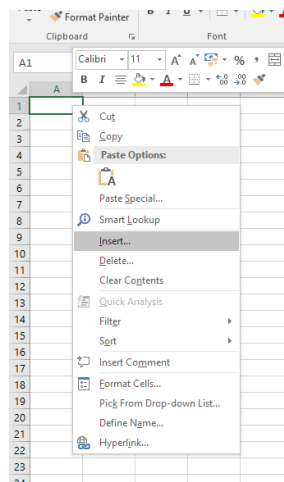 Format Painter
B I U
Clipboard Font
A1
Calibri 11 A A % ,
B I A .00 .0
A
1
2
3
4
5
6
7
8
9
10
11
12
13
14
15
16
17
18
19
20
21
22
23
Cut
Copy
Paste Options:
A
Paste Special...
Smart Lookup
Insert...
Delete...
Clear Contents
Quick Analysis
Filter
Sort
Insert Comment
Format Cells...
Pick From Drop-down List...
Define Name...
Hyperlink...